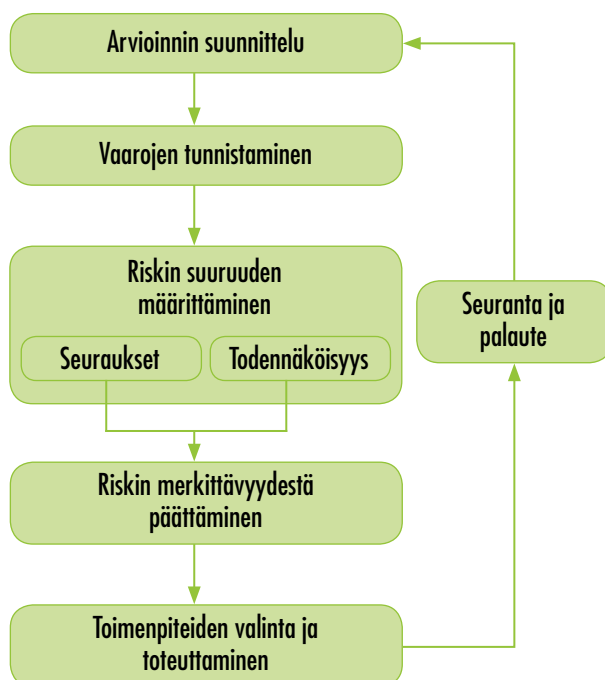 Arvioinnin suunnittelu
Vaarojen tunnistaminen
Riskin suuruuden
määrittäminen
Seuraukset
Todennäköisyys
Riskin merkittävyydestä
päättäminen
Toimenpiteiden valinta ja
toteuttaminen
Seuranta ja
palaute